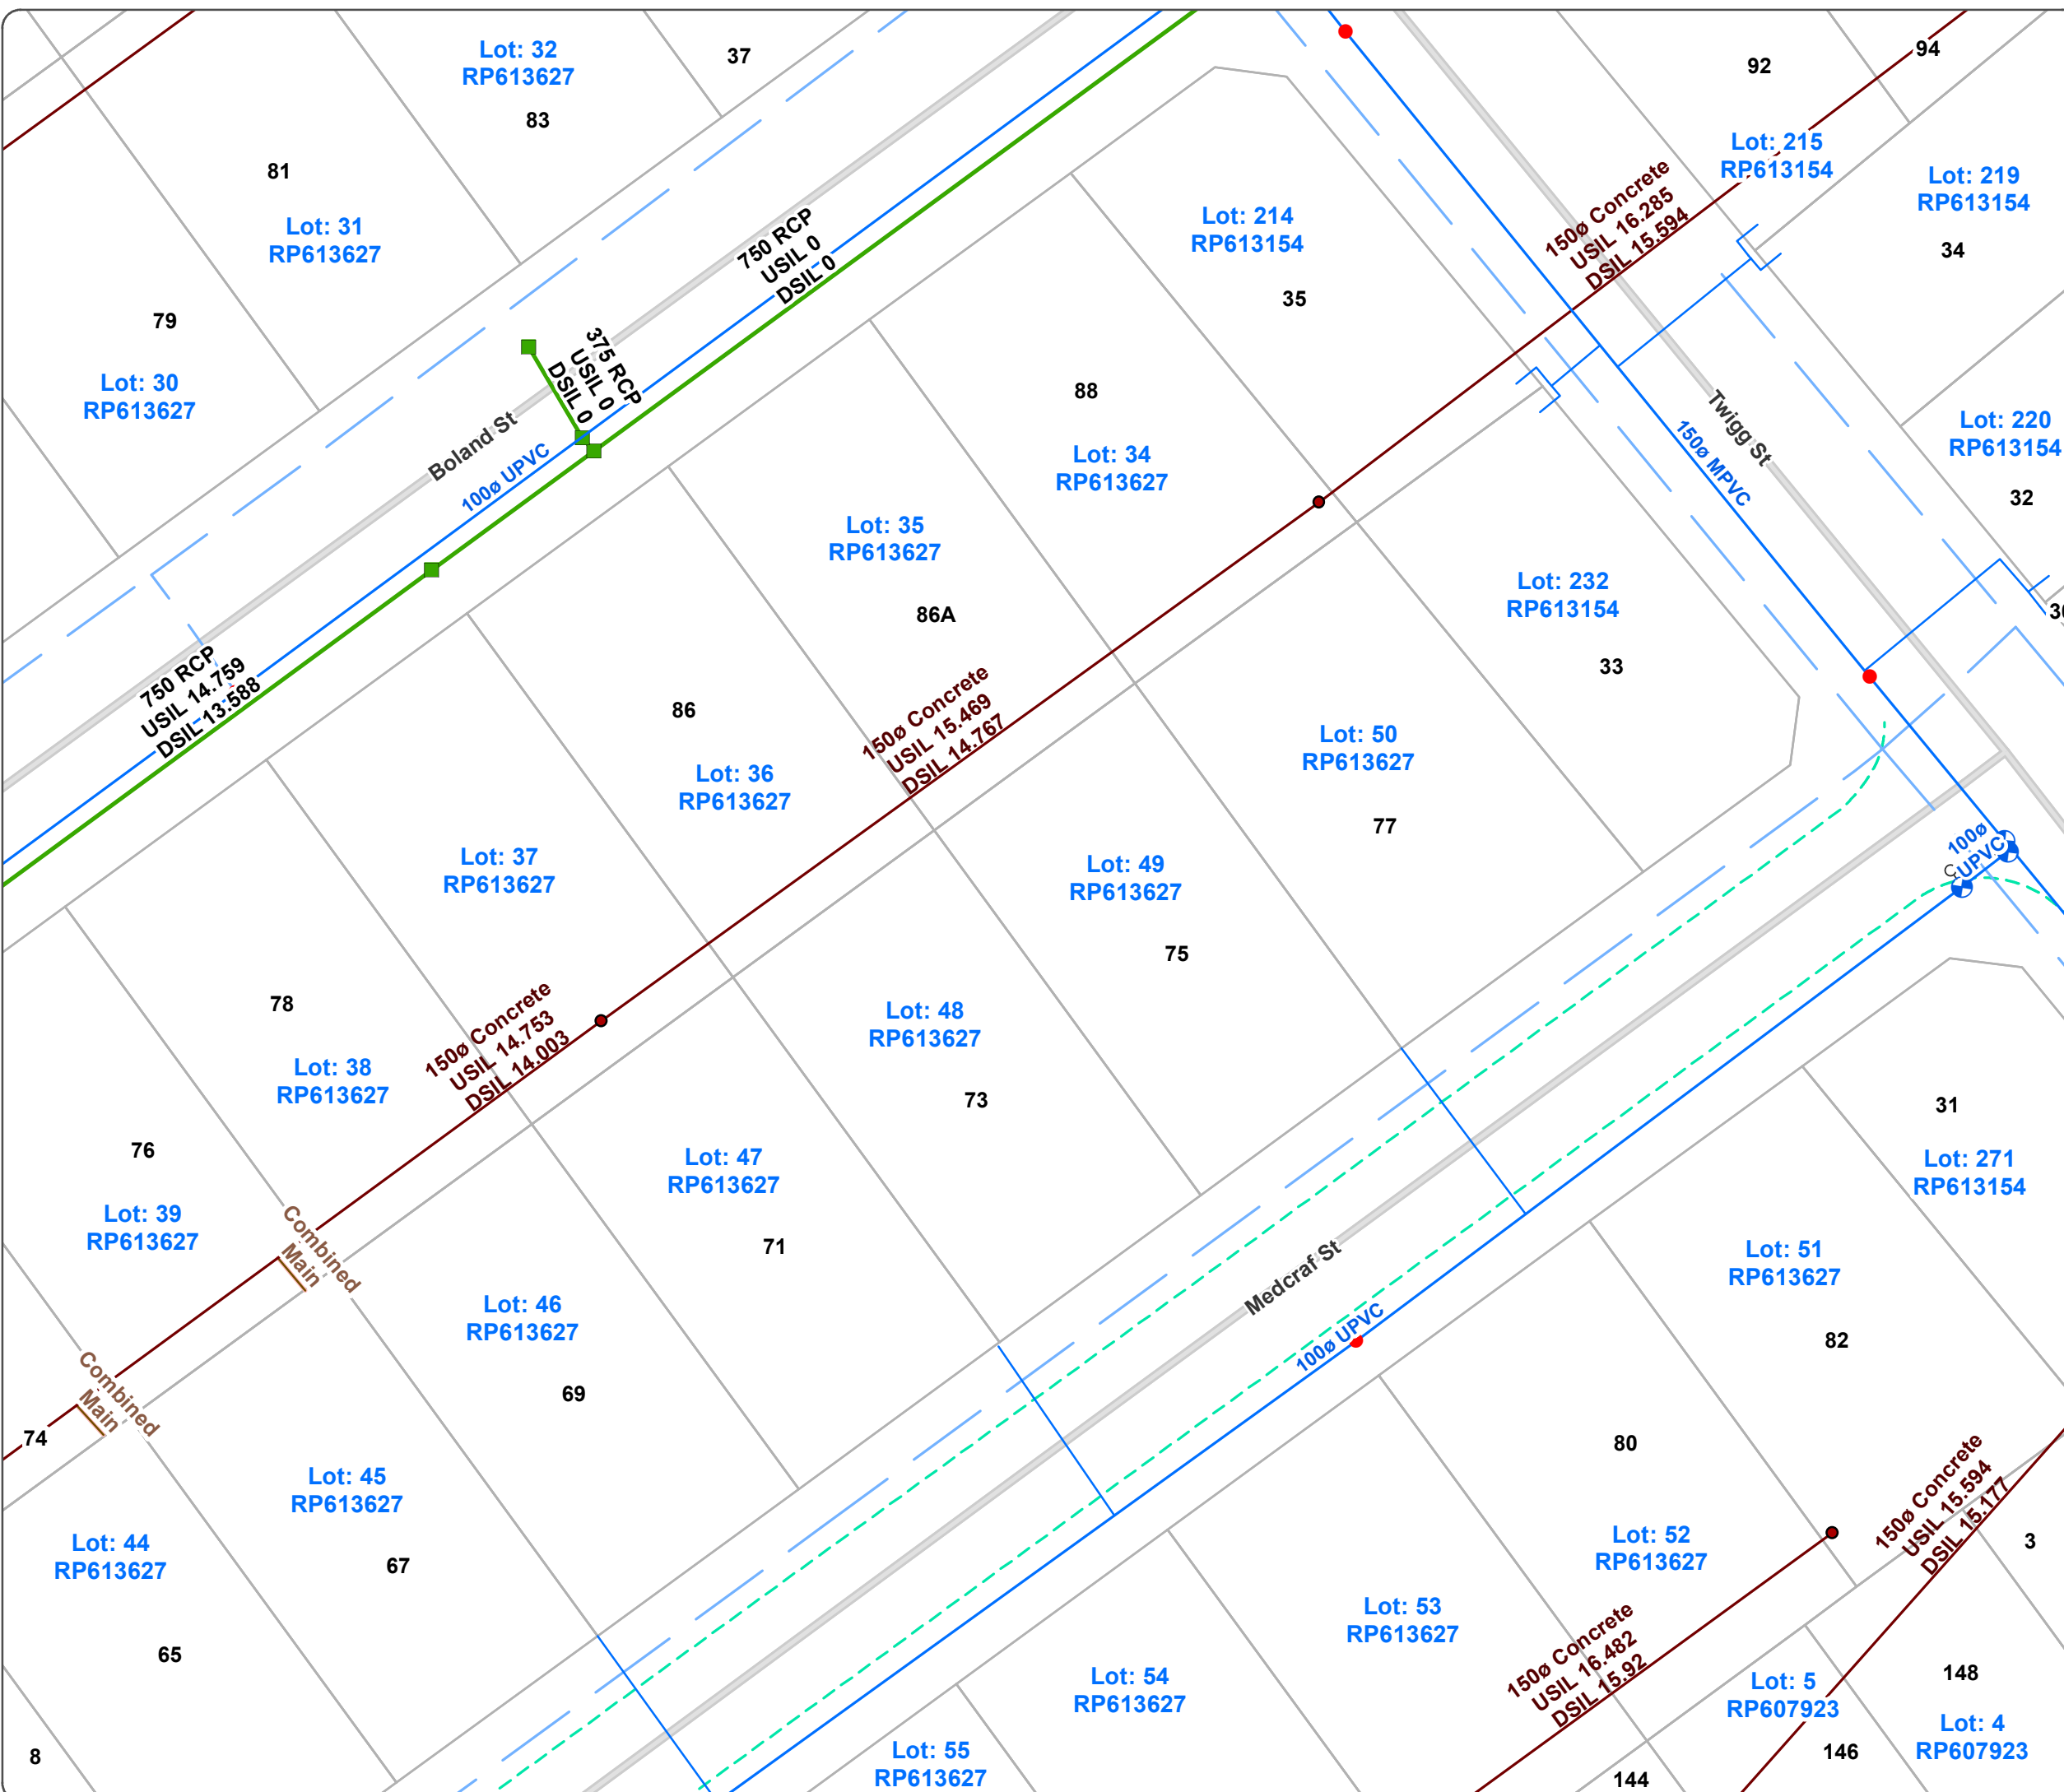 Lot: 32
RP613627
83
37
92
94
81
Lot: 31
RP613627
Lot: 215
RP613154
Lot: 219
RP613154
34
79
Lot: 30
RP613627
750 RCP
USIL 0
DSIL 0
Lot: 214
RP613154
35
150ø Concrete
USIL 16.285
DSIL 15.594
375 RCP
USIL 0
DSIL 0
Boland St
100ø UPVC
88
Lot: 34
RP613627
Twigg St
150ø MPVC
Lot: 220
RP613154
32
Lot: 35
RP613627
86A
Lot: 232
RP613154
33
750 RCP
USIL 14.759
DSIL 13.588
86
Lot: 36
RP613627
150ø Concrete
USIL 15.469
DSIL 14.767
Lot: 50
RP613627
77
100ø
UPVC
Lot: 37
RP613627
Lot: 49
RP613627
75
78
Lot: 38
RP613627
150ø Concrete
USIL 14.753
DSIL 14.003
Lot: 48
RP613627
73
31
Lot: 271
RP613154
76
Lot: 39
RP613627
Combined
Main
Lot: 47
RP613627
71
Medcraf St
100ø UPVC
Lot: 51
RP613627
82
Lot: 46
RP613627
69
Combined
Main
74
80
150ø Concrete
USIL 15.594
DSIL 15.177
3
Lot: 45
RP613627
67
Lot: 44
RP613627
65
Lot: 52
RP613627
Lot: 53
RP613627
150ø Concrete
USIL 16.482
DSIL 15.92
Lot: 54
RP613627
Lot: 5
RP607923
146
148
Lot: 4
RP607923
8
Lot: 55
RP613627
144